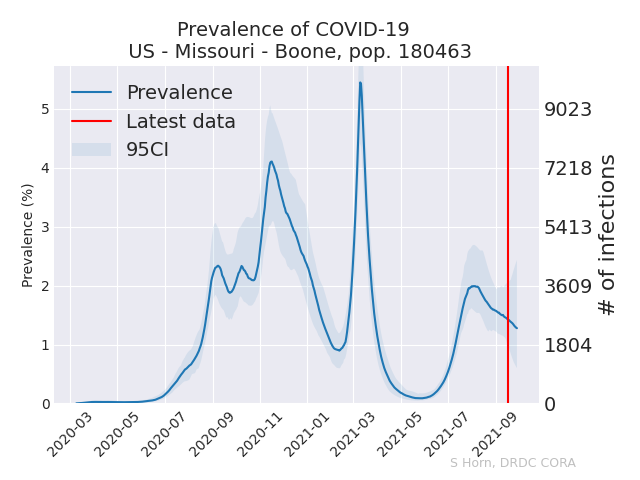 Prevalence of COVID-19
US - Missouri - Boone, pop. 180463
Prevalence
Latest data
95CI
Prevalence (%)
5
4
3
2
1
0
9023
7218
5413
3609
1804
0
# of infections
2020-03
2020-05
2020-07
2020-09
2020-11
2021-01
2021-03
2021-05
2021-07
2021-09
S Horn, DRDC CORA